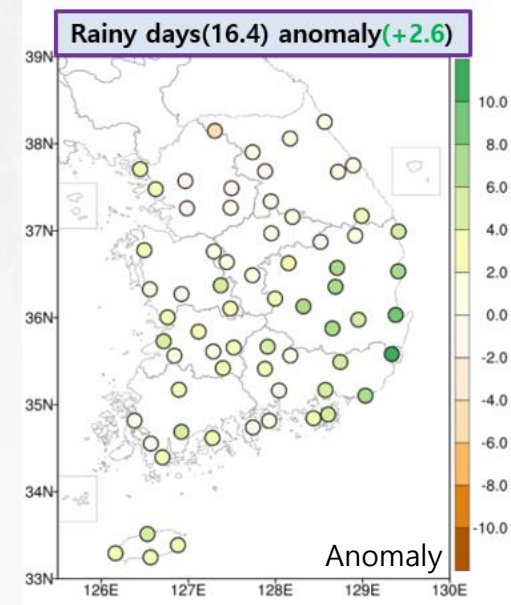 Rainy days(16.4) anomaly(+2.6)
39N
38N
37N
36N
35N
34N
33N
126E 127E 128E 129E 130E
Anomaly
10.0
8.0
6.0
4.0
2.0
0.0
-2.0
-4.0
-6.0
-8.0
-10.0